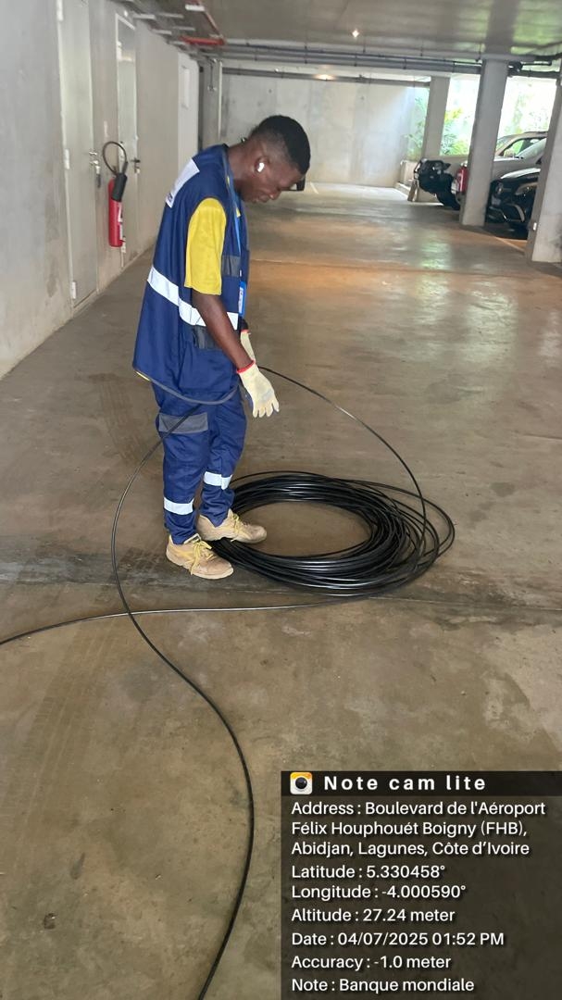 Note cam lite
Address : Boulevard de l'Aéroport
Félix Houphouét Boigny (FHB),
Abidjan, Lagunes, Côte d'Ivoire
Latitude : 5.330458°
Longitude : -4.000590°
Altitude : 27.24 meter
Date : 04/07/2025 01:52 PM
Accuracy : -1.0 meter
Note : Banque mondiale